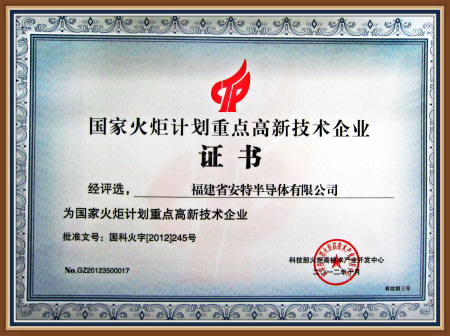 国家火炬计划重点高新技术企业
证书
经评选， 福建省安特半导体有限公司
为国家火炬计划重点高新技术企业
批准文号：国科火字[2012]245号
科技部火炬高技术产业开发中心
二〇一二年十月
No.GZ20123500017
有效期三年